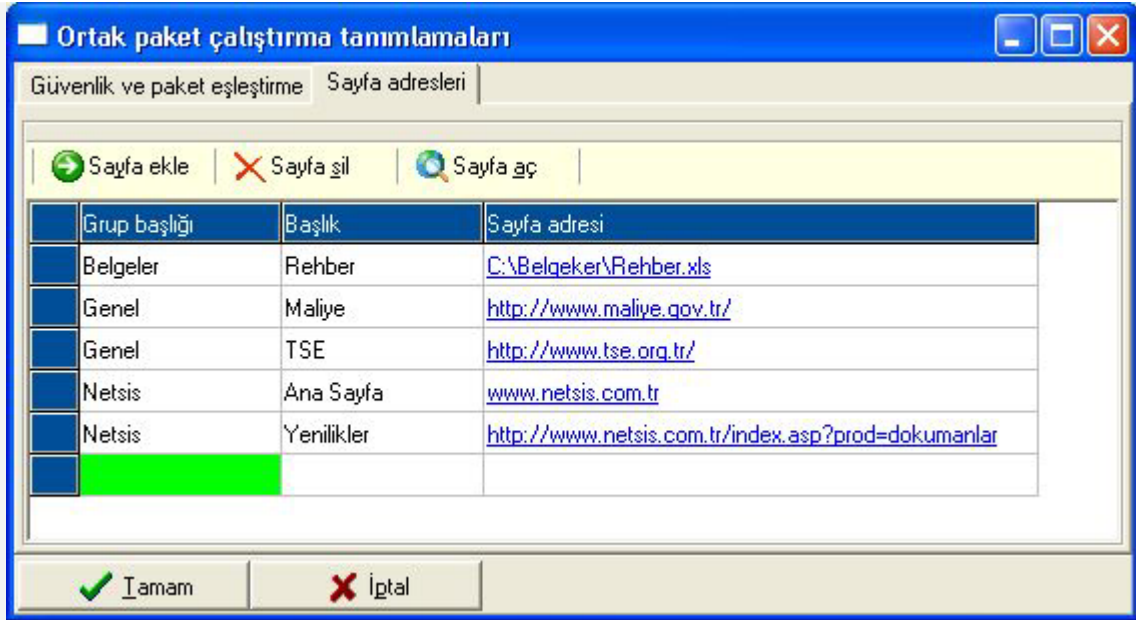 Ortak paket çalıştırma tanımlamaları
Güvenlik ve paket eşleştirme Sayfa adresleri
Sayfa ekle Sayfa sil Sayfa aç
Grup başlığı Başlık Sayfa adresi
Belgeler Rehber C:\Belgeker\Rehber.xls
Genel Maliye http://www.maliye.gov.tr/
Genel TSE http://www.tse.org.tr/
Netsis Ana Sayfa www.netsis.com.tr
Netsis Yenilikler http://www.netsis.com.tr/index.asp?prod=dokumanlar
Tamam İptal